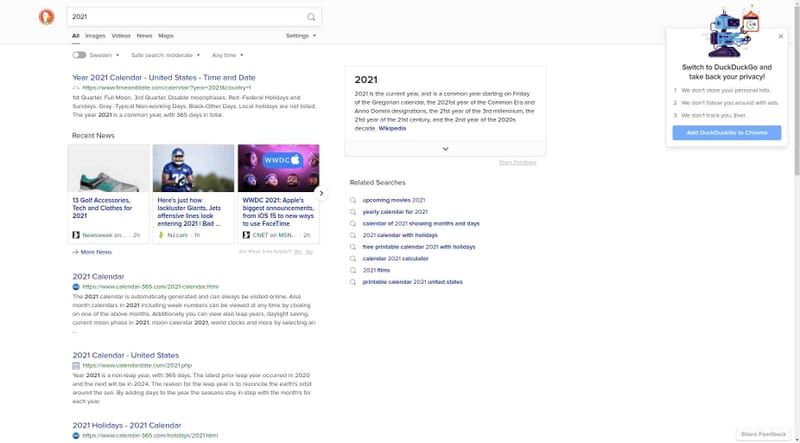 2021
All Images Videos News Maps
Settings
Sweden
Safe search: moderate
Any time
Year 2021 Calendar - United States - Time and Date
https://www.timeanddate.com/calendar/?year=2021&country=1
1st Quarter. Full Moon. 3rd Quarter. Disable moonphases. Red -Federal Holidays and
Sundays. Gray -Typical Non-working Days. Black-Other Days. Local holidays are not listed.
The year 2021 is a common year, with 365 days in total.
Recent News
WWDC
13 Golf Accessories,
Tech and Clothes for
2021
Newsweek on... 2h
Here's just how
lackluster Giants, Jets
offensive lines look
entering 2021 | Bad ...
NJ.com 1h
WWDC 2021: Apple's
biggest announcements,
from iOS 15 to new ways
to use FaceTime
CNET on MSN... 2h
More News
Are these links helpful? Yes No
2021 Calendar
https://www.calendar-365.com/2021-calendar.html
The 2021 calendar is automatically generated and can always be visited online. Also
month calendars in 2021 including week numbers can be viewed at any time by clicking
on one of the above months. Additionally you can view also leap years, daylight saving,
current moon phase in 2021, moon calendar 2021, world clocks and more by selecting an
...
2021 Calendar - United States
https://www.calendardate.com/2021.php
Year 2021 is a non-leap year, with 365 days. The latest prior leap year occurred in 2020
and the next will be in 2024. The reason for the leap year is to reconcile the earth's orbit
around the sun. By adding days to the year the seasons stay in step with the months for
each year.
2021 Holidays - 2021 Calendar
https://www.calendar-365.com/holidays/2021.html
2021
2021 is the current year, and is a common year starting on Friday
of the Gregorian calendar, the 2021st year of the Common Era and
Anno Domini designations, the 21st year of the 3rd millennium, the
21st year of the 21st century, and the 2nd year of the 2020s
decade. Wikipedia
Share Feedback
Related Searches
upcoming movies 2021
yearly calendar for 2021
calendar of 2021 showing months and days
2021 calendar with holidays
free printable calendar 2021 with holidays
calendar 2021 calculator
2021 films
printable calendar 2021 united states
Switch to DuckDuckGo and
take back your privacy!
1 We don't store your personal info.
2 We don't follow you around with ads.
3 We don't track you. Ever.
Add DuckDuckGo to Chrome
Share Feedback